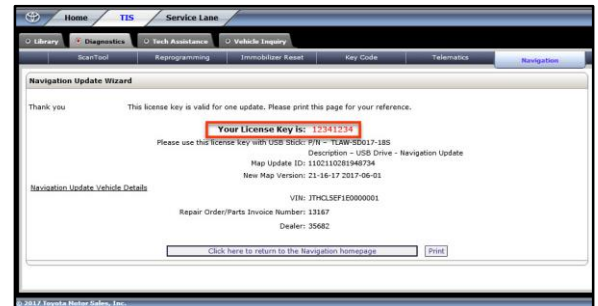 Home TIS Service Lane
Library Diagnostics Tech Assistance Vehicle Inquiry
ScanTool Reprogramming Immobilizer Reset Key Code Telematics Navigation
Navigation Update Wizard
Thank you This license key is valid for one update. Please print this page for your reference.
Your License Key is: 12341234
Please use this license key with USB Stick: P/N – TLAW-SD017-18S
Description – USB Drive - Navigation Update
Map Update ID: 1102110281948734
New Map Version: 21-16-17 2017-06-01
Navigation Update Vehicle Details
VIN: JTHCL5EF1E0000001
Repair Order/Parts Invoice Number: 13167
Dealer: 35682
Click here to return to the Navigation homepage Print
© 2017 Toyota Motor Sales, Inc.